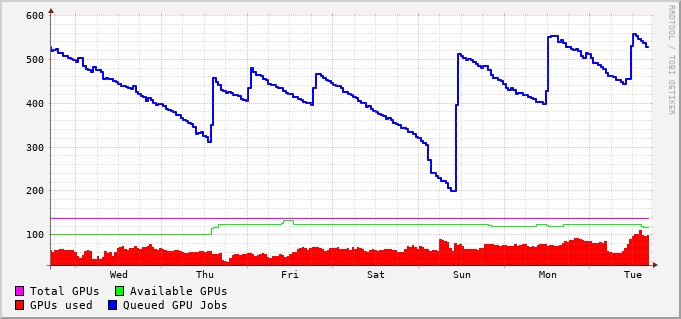 600
500
400
300
200
100
Wed Thu Fri Sat Sun Mon Tue
Total GPUs Available GPUs
GPUs used Queued GPU Jobs
RRDTOOL / TOBI OETIKER